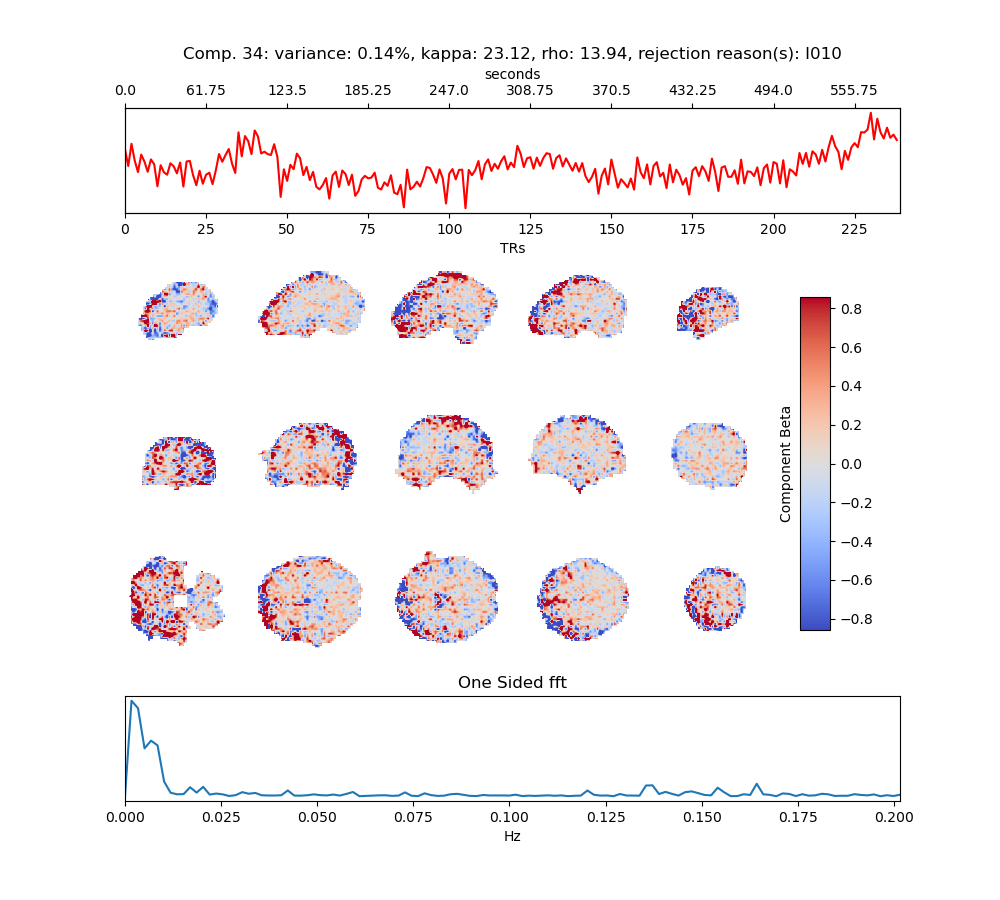 Comp. 34: variance: 0.14%, kappa: 23.12, rho: 13.94, rejection reason(s): I010
seconds
0.0 61.75 123.5 185.25 247.0 308.75 370.5 432.25 494.0 555.75
0 25 50 75 100 125 150 175 200 225
TRs
0.8
0.6
0.4
0.2
0.0
−0.2
−0.4
−0.6
−0.8
Component Beta
One Sided fft
0.000 0.025 0.050 0.075 0.100 0.125 0.150 0.175 0.200
Hz